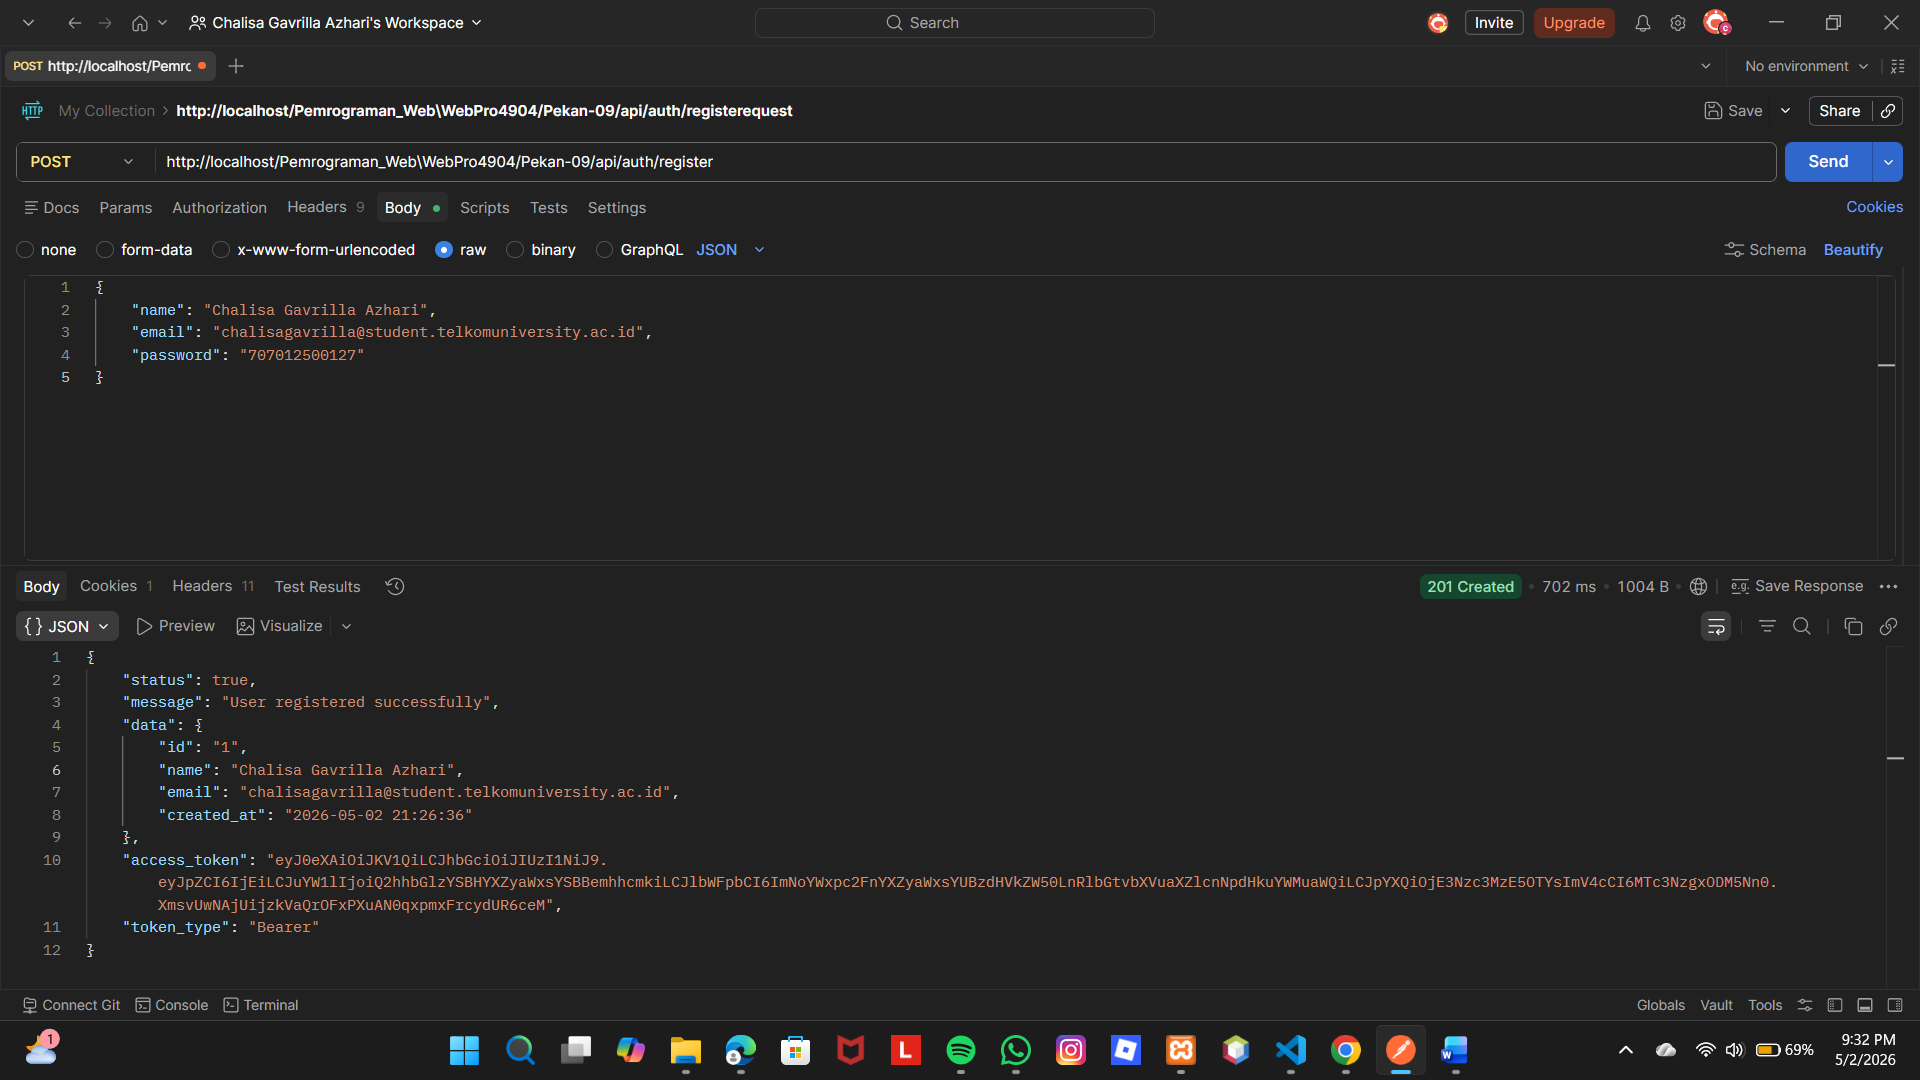 Chalisa Gavrilla Azhari's Workspace
Search
Invite
Upgrade
POST http://localhost/Pemrc
No environment
HTTP My Collection > http://localhost/Pemrograman_Web\WebPro4904/Pekan-09/api/auth/registerequest
Save
Share
POST http://localhost/Pemrograman_Web\WebPro4904/Pekan-09/api/auth/register
Send
Docs Params Authorization Headers 9 Body Scripts Tests Settings
Cookies
none form-data x-www-form-urlencoded raw binary GraphQL JSON
Schema Beautify
1 {
2 "name": "Chalisa Gavrilla Azhari",
3 "email": "chalisagavrilla@student.telkomuniversity.ac.id",
4 "password": "707012500127"
5 }
Body Cookies 1 Headers 11 Test Results
201 Created 702 ms 1004 B
e.g. Save Response
{} JSON Preview Visualize
1 {
2 "status": true,
3 "message": "User registered successfully",
4 "data": {
5 "id": "1",
6 "name": "Chalisa Gavrilla Azhari",
7 "email": "chalisagavrilla@student.telkomuniversity.ac.id",
8 "created_at": "2026-05-02 21:26:36"
9 },
10 "access_token": "eyJ0eXAiOiJKV1QiLCJhbGciOiJIUzI1NiJ9.
eyJpZCI6IjEiLCJuYW1lIjoiQ2hhbGlzYSBHYXZyaWxsYSBBemhhcmkiLCJlbWFpbCI6ImNoYWxpc2FnYXZyaWxsYUBzdHVkZW50LnRlbGtvbXVuaXZlcnNpdHkuYWMuaWQiLCJpYXQiOjE3Nzc3MzE5OTYsImV4cCI6MTc3NzgxODM5Nn0.
XmsvUwNAjUijzkVaQrOFxPXuAN0qxpmxFrcydUR6ceM",
11 "token_type": "Bearer"
12 }
Connect Git Console Terminal
Globals Vault Tools
1
L
W
69%
9:32 PM
5/2/2026